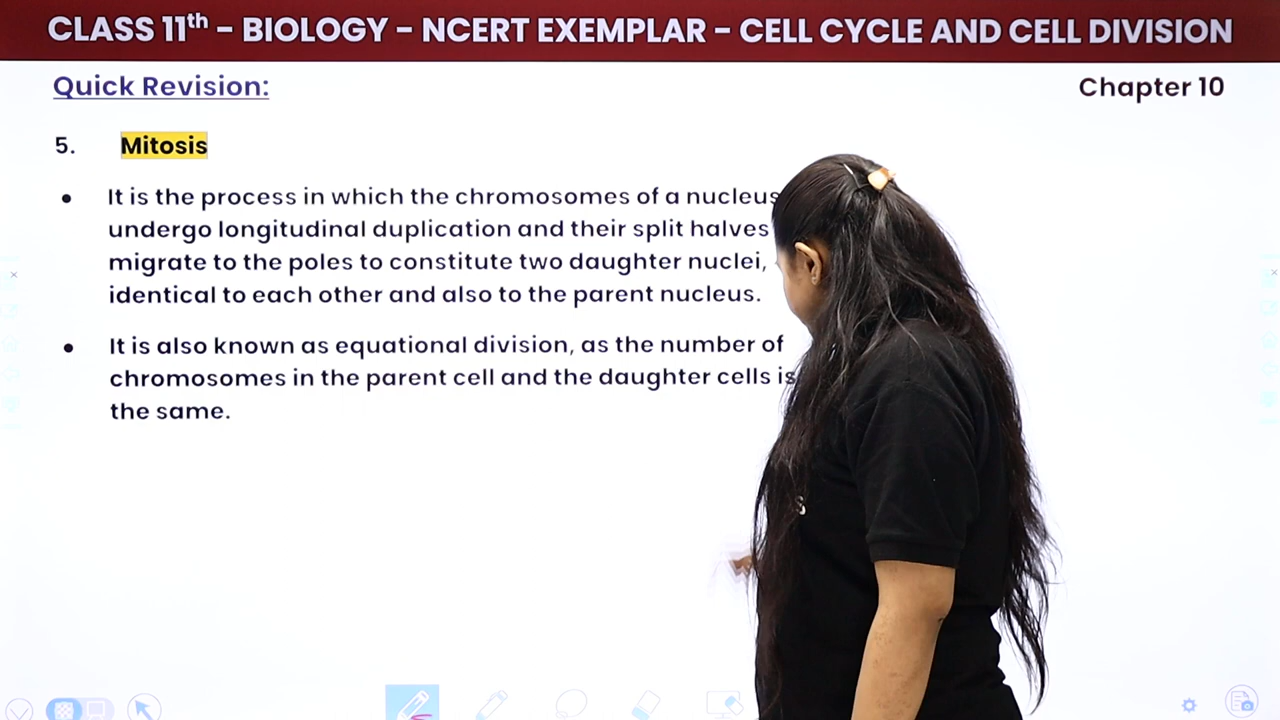 CLASS 11th - BIOLOGY - NCERT EXEMPLAR - CELL CYCLE AND CELL DIVISION
Quick Revision:
Chapter 10
5. Mitosis
• It is the process in which the chromosomes of a nucleus
undergo longitudinal duplication and their split halves
migrate to the poles to constitute two daughter nuclei,
identical to each other and also to the parent nucleus.
• It is also known as equational division, as the number of
chromosomes in the parent cell and the daughter cells is
the same.